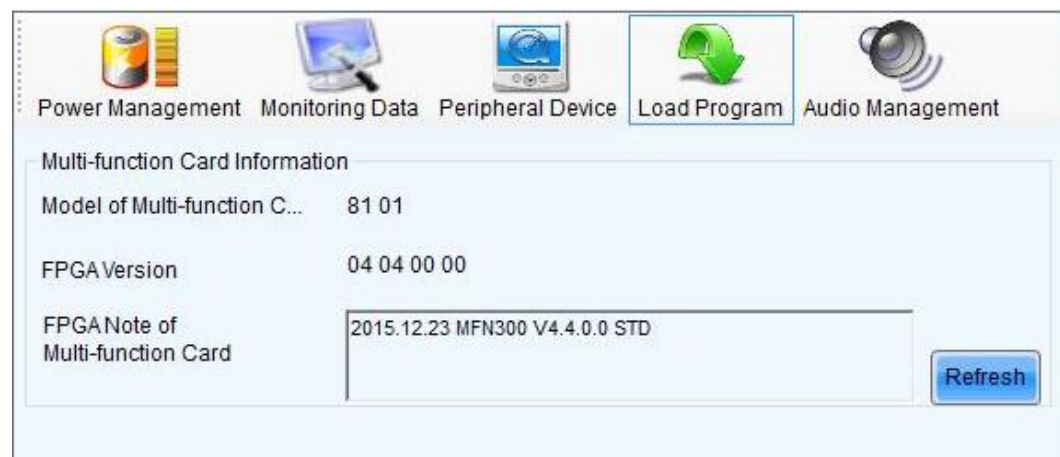 Power Management Monitoring Data Peripheral Device Load Program Audio Management
Multi-function Card Information
Model of Multi-function C... 81 01
FPGA Version 04 04 00 00
FPGA Note of
Multi-function Card
2015.12.23 MFN300 V4.4.0.0 STD
Refresh